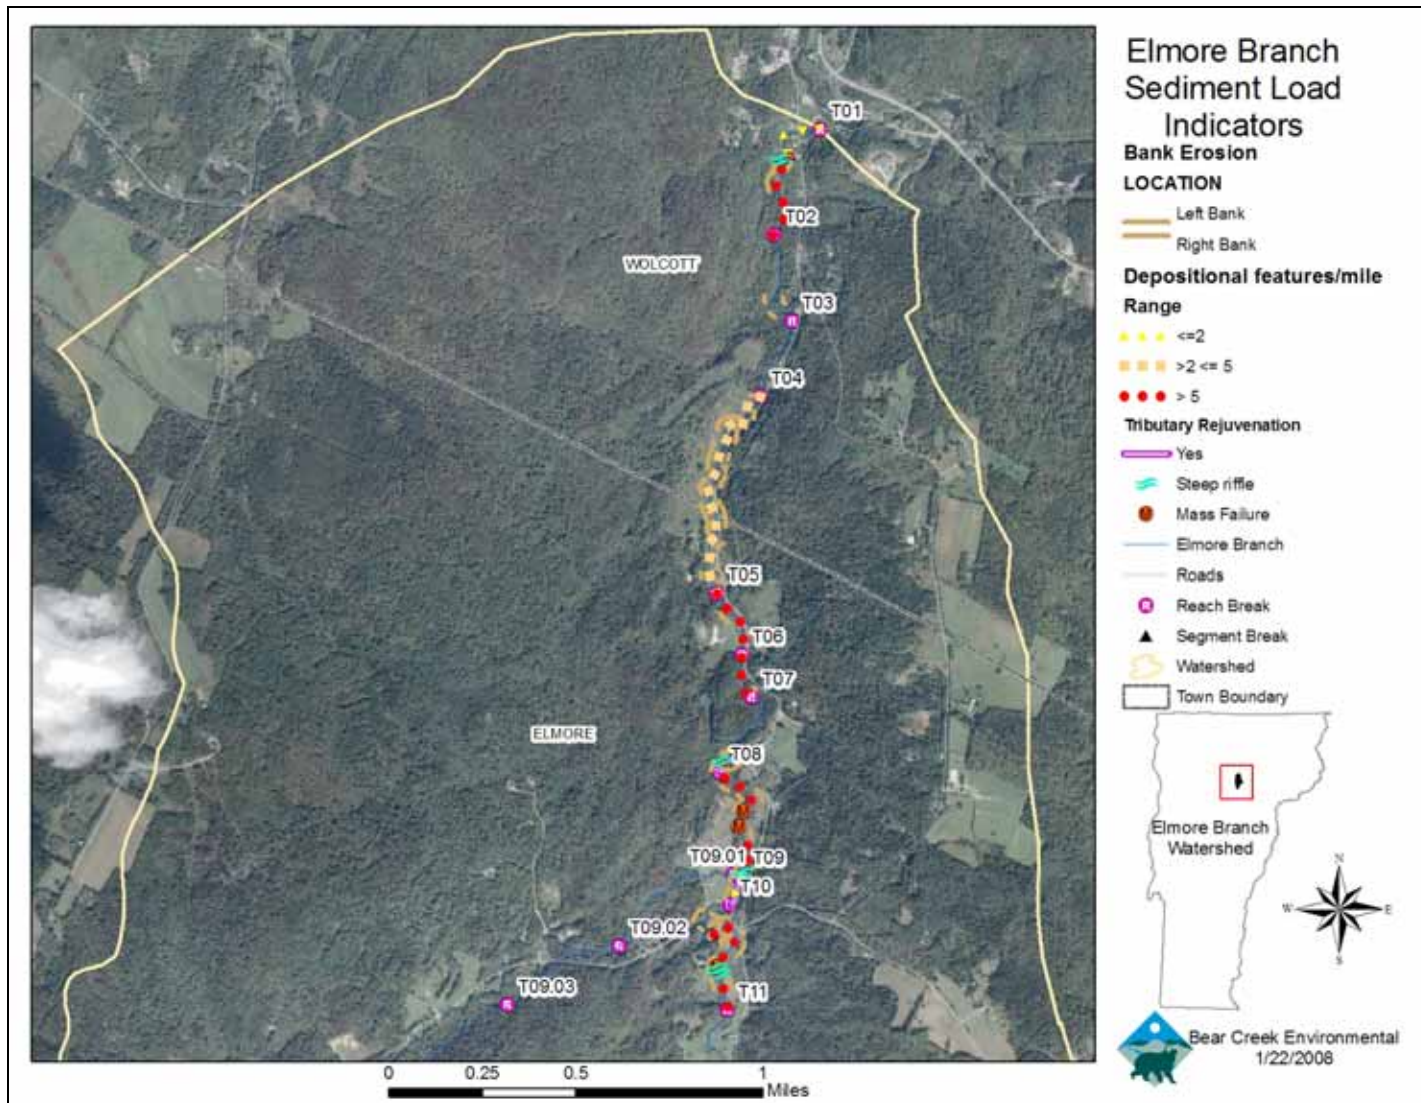 Elmore Branch
Sediment Load
Indicators
Bank Erosion
LOCATION
Left Bank
Right Bank
Depositional features/mile
Range
<=2
>2 <= 5
> 5
Tributary Rejuvenation
Yes
Steep riffle
Mass Failure
Elmore Branch
Roads
Reach Break
Segment Break
Watershed
Town Boundary
T01
T02
WOLCOTT
T03
T04
T05
T06
T07
ELMORE
T08
T09.01 T09
T10
T09.02
T09.03
T11
Elmore Branch
Watershed
N
W E
S
Bear Creek Environmental
1/22/2008
0 0.25 0.5 1
Miles